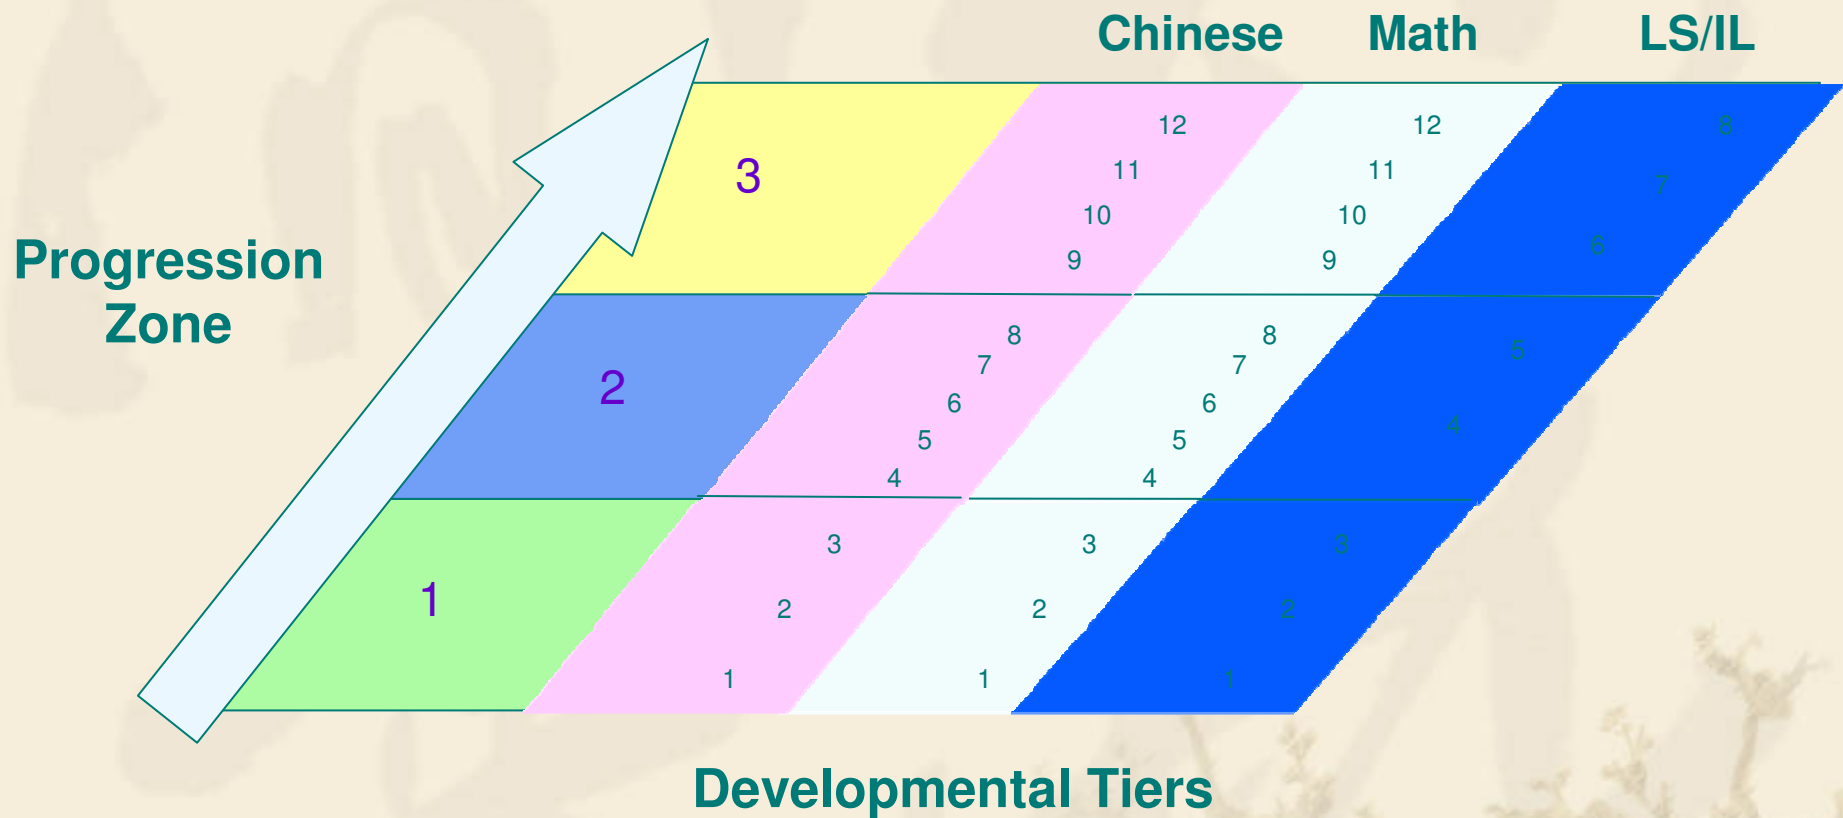 Chinese Math LS/IL
12 12 8
3 11 11 7
10 10 6
9 9
Progression
Zone
8 8 5
7 7
2 6 6 4
5 5
4 4
3 3 3
1 2 2 2
1 1 1
Developmental Tiers